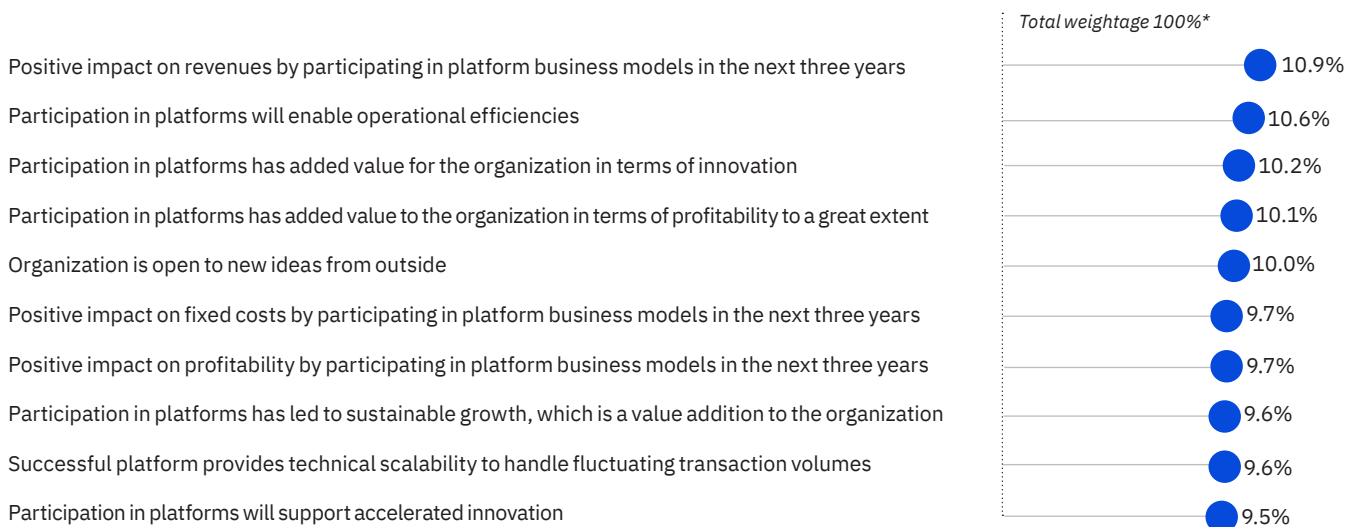 Total weightage 100%*
Positive impact on revenues by participating in platform business models in the next three years 10.9%
Participation in platforms will enable operational efficiencies 10.6%
Participation in platforms has added value for the organization in terms of innovation 10.2%
Participation in platforms has added value to the organization in terms of profitability to a great extent 10.1%
Organization is open to new ideas from outside 10.0%
Positive impact on fixed costs by participating in platform business models in the next three years 9.7%
Positive impact on profitability by participating in platform business models in the next three years 9.7%
Participation in platforms has led to sustainable growth, which is a value addition to the organization 9.6%
Successful platform provides technical scalability to handle fluctuating transaction volumes 9.6%
Participation in platforms will support accelerated innovation 9.5%